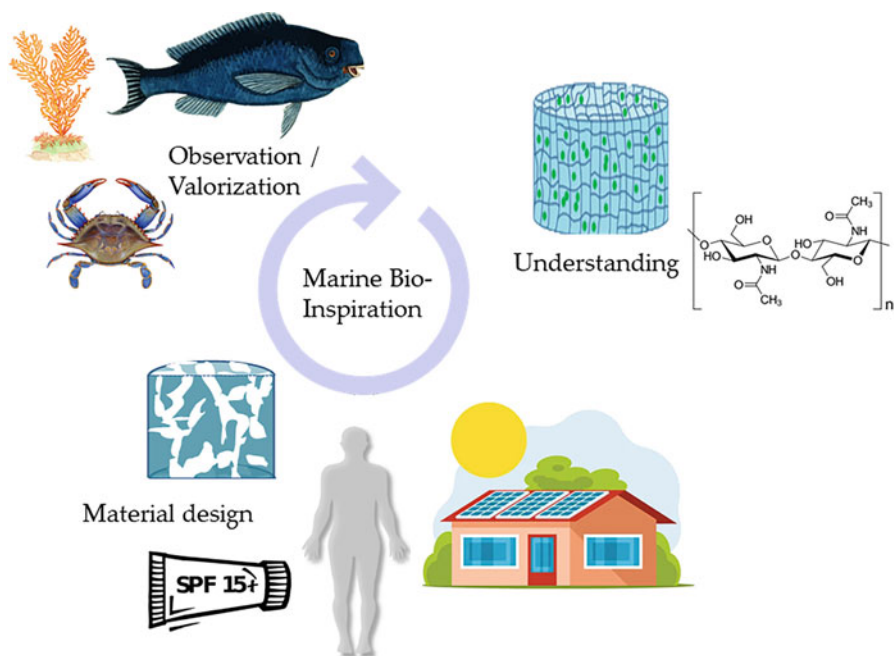 Observation /
Valorization
Marine Bio-
Inspiration
Understanding
OH
O
HO
NH
O
CH₃
O
CH₃
O
NH
HO
O
OH
O
n
Material design
SPF 15+